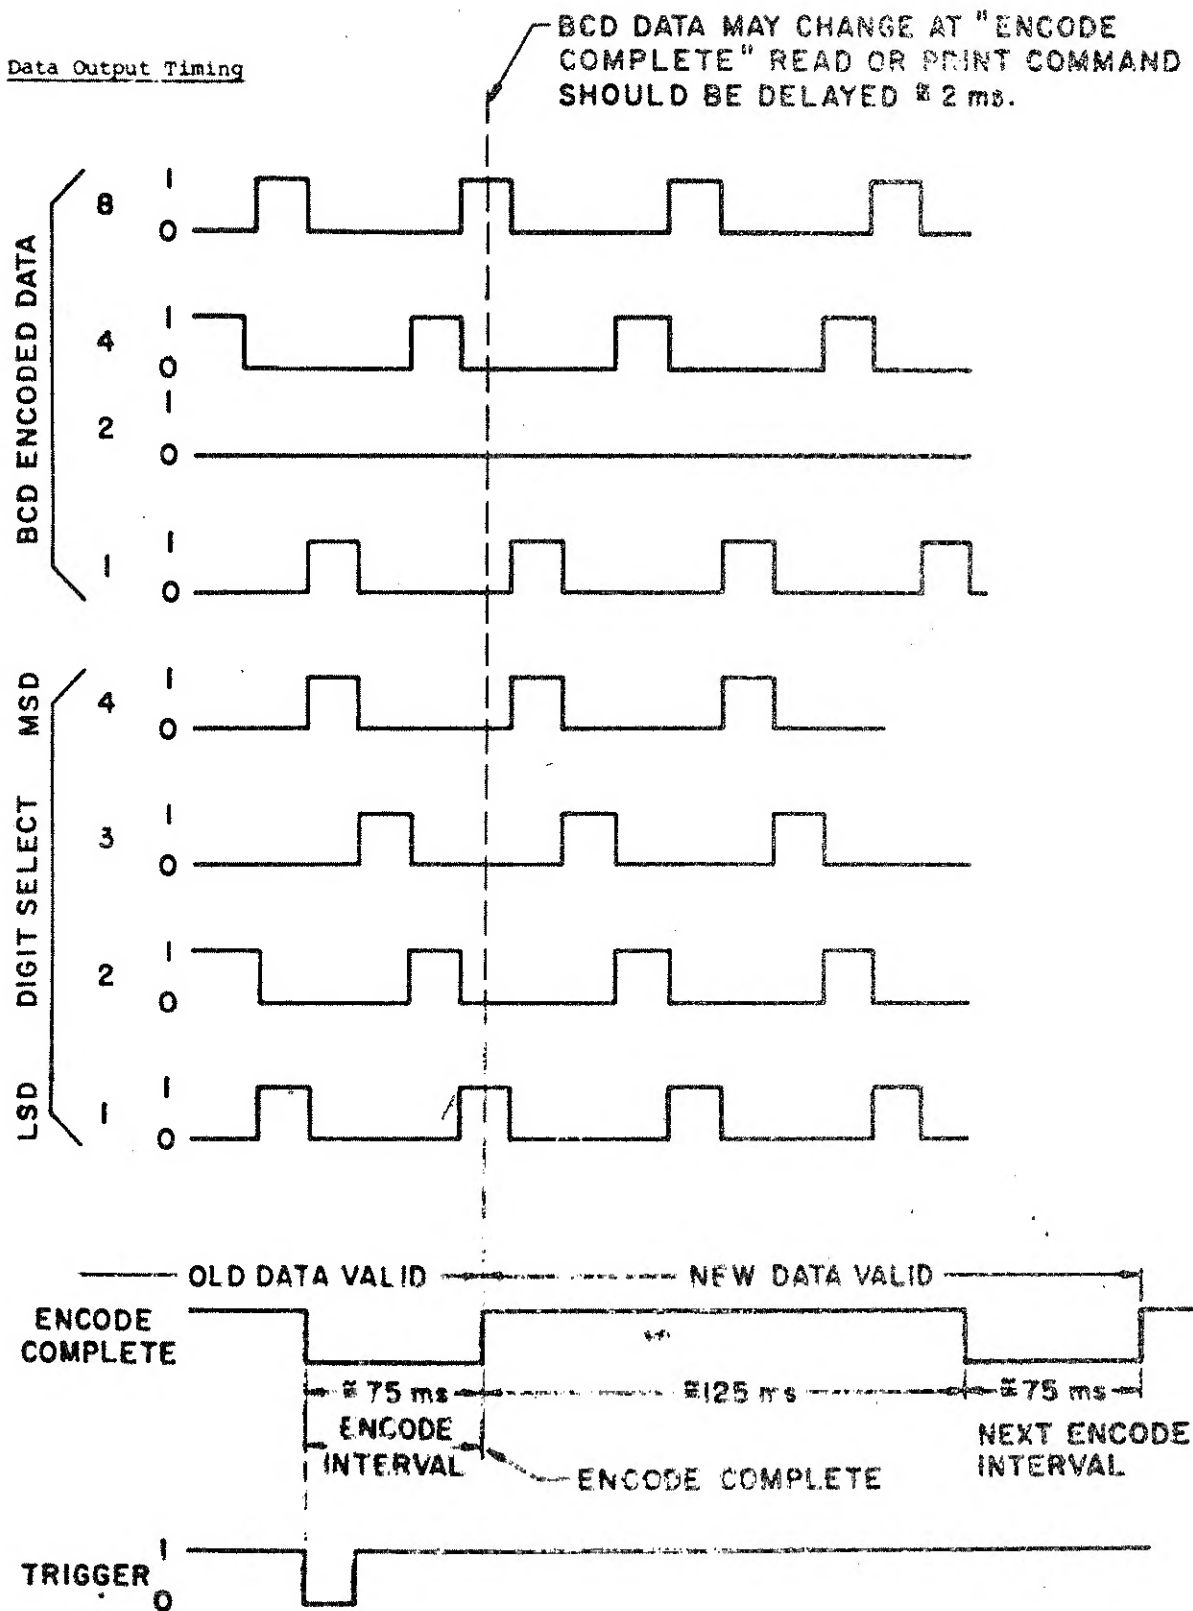 Data Output Timing
BCD DATA MAY CHANGE AT "ENCODE
COMPLETE" READ OR PRINT COMMAND
SHOULD BE DELAYED ≅ 2 ms.
BCD ENCODED DATA
8
1
0
4
1
0
2
1
0
1
1
0
LSD DIGIT SELECT MSD
4
1
0
3
1
0
2
1
0
1
1
0
OLD DATA VALID
NEW DATA VALID
ENCODE
COMPLETE
≅ 75 ms
≅ 125 ms
≅ 75 ms
ENCODE
INTERVAL
NEXT ENCODE
INTERVAL
ENCODE COMPLETE
TRIGGER
1
0